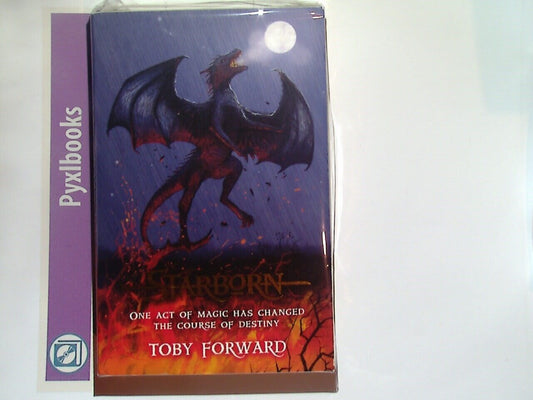 Pyxlbooks
STARBORN
ONE ACT OF MAGIC HAS CHANGED
THE COURSE OF DESTINY
TOBY FORWARD